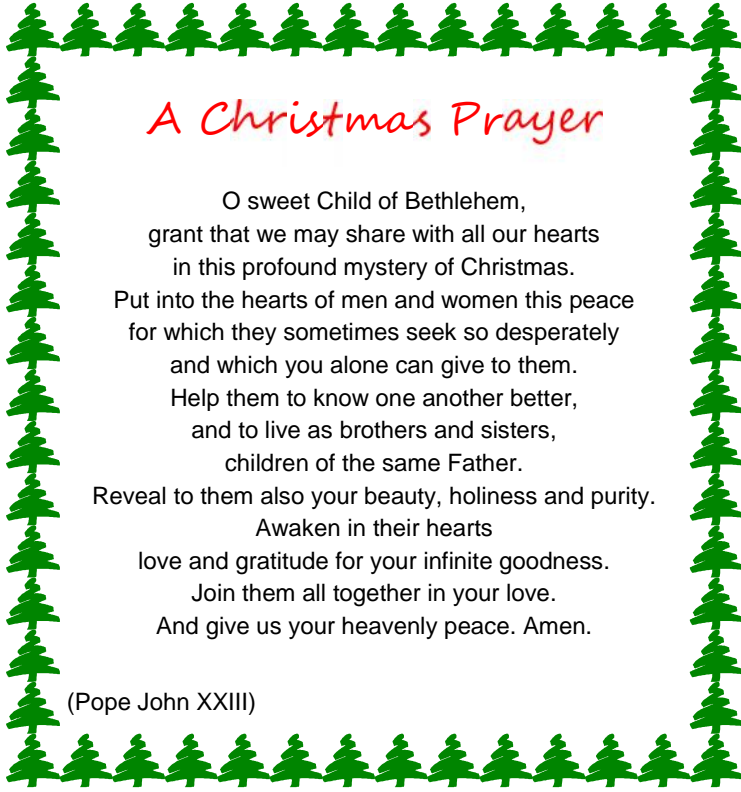 A Christmas Prayer
O sweet Child of Bethlehem,
grant that we may share with all our hearts
in this profound mystery of Christmas.
Put into the hearts of men and women this peace
for which they sometimes seek so desperately
and which you alone can give to them.
Help them to know one another better,
and to live as brothers and sisters,
children of the same Father.
Reveal to them also your beauty, holiness and purity.
Awaken in their hearts
love and gratitude for your infinite goodness.
Join them all together in your love.
And give us your heavenly peace. Amen.
(Pope John XXIII)